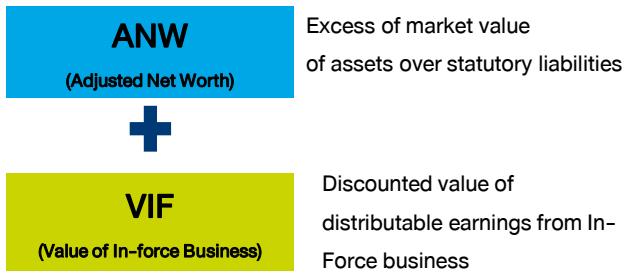 ANW
(Adjusted Net Worth)
Excess of market value
of assets over statutory liabilities
VIF
(Value of In-force Business)
Discounted value of
distributable earnings from In-
Force business